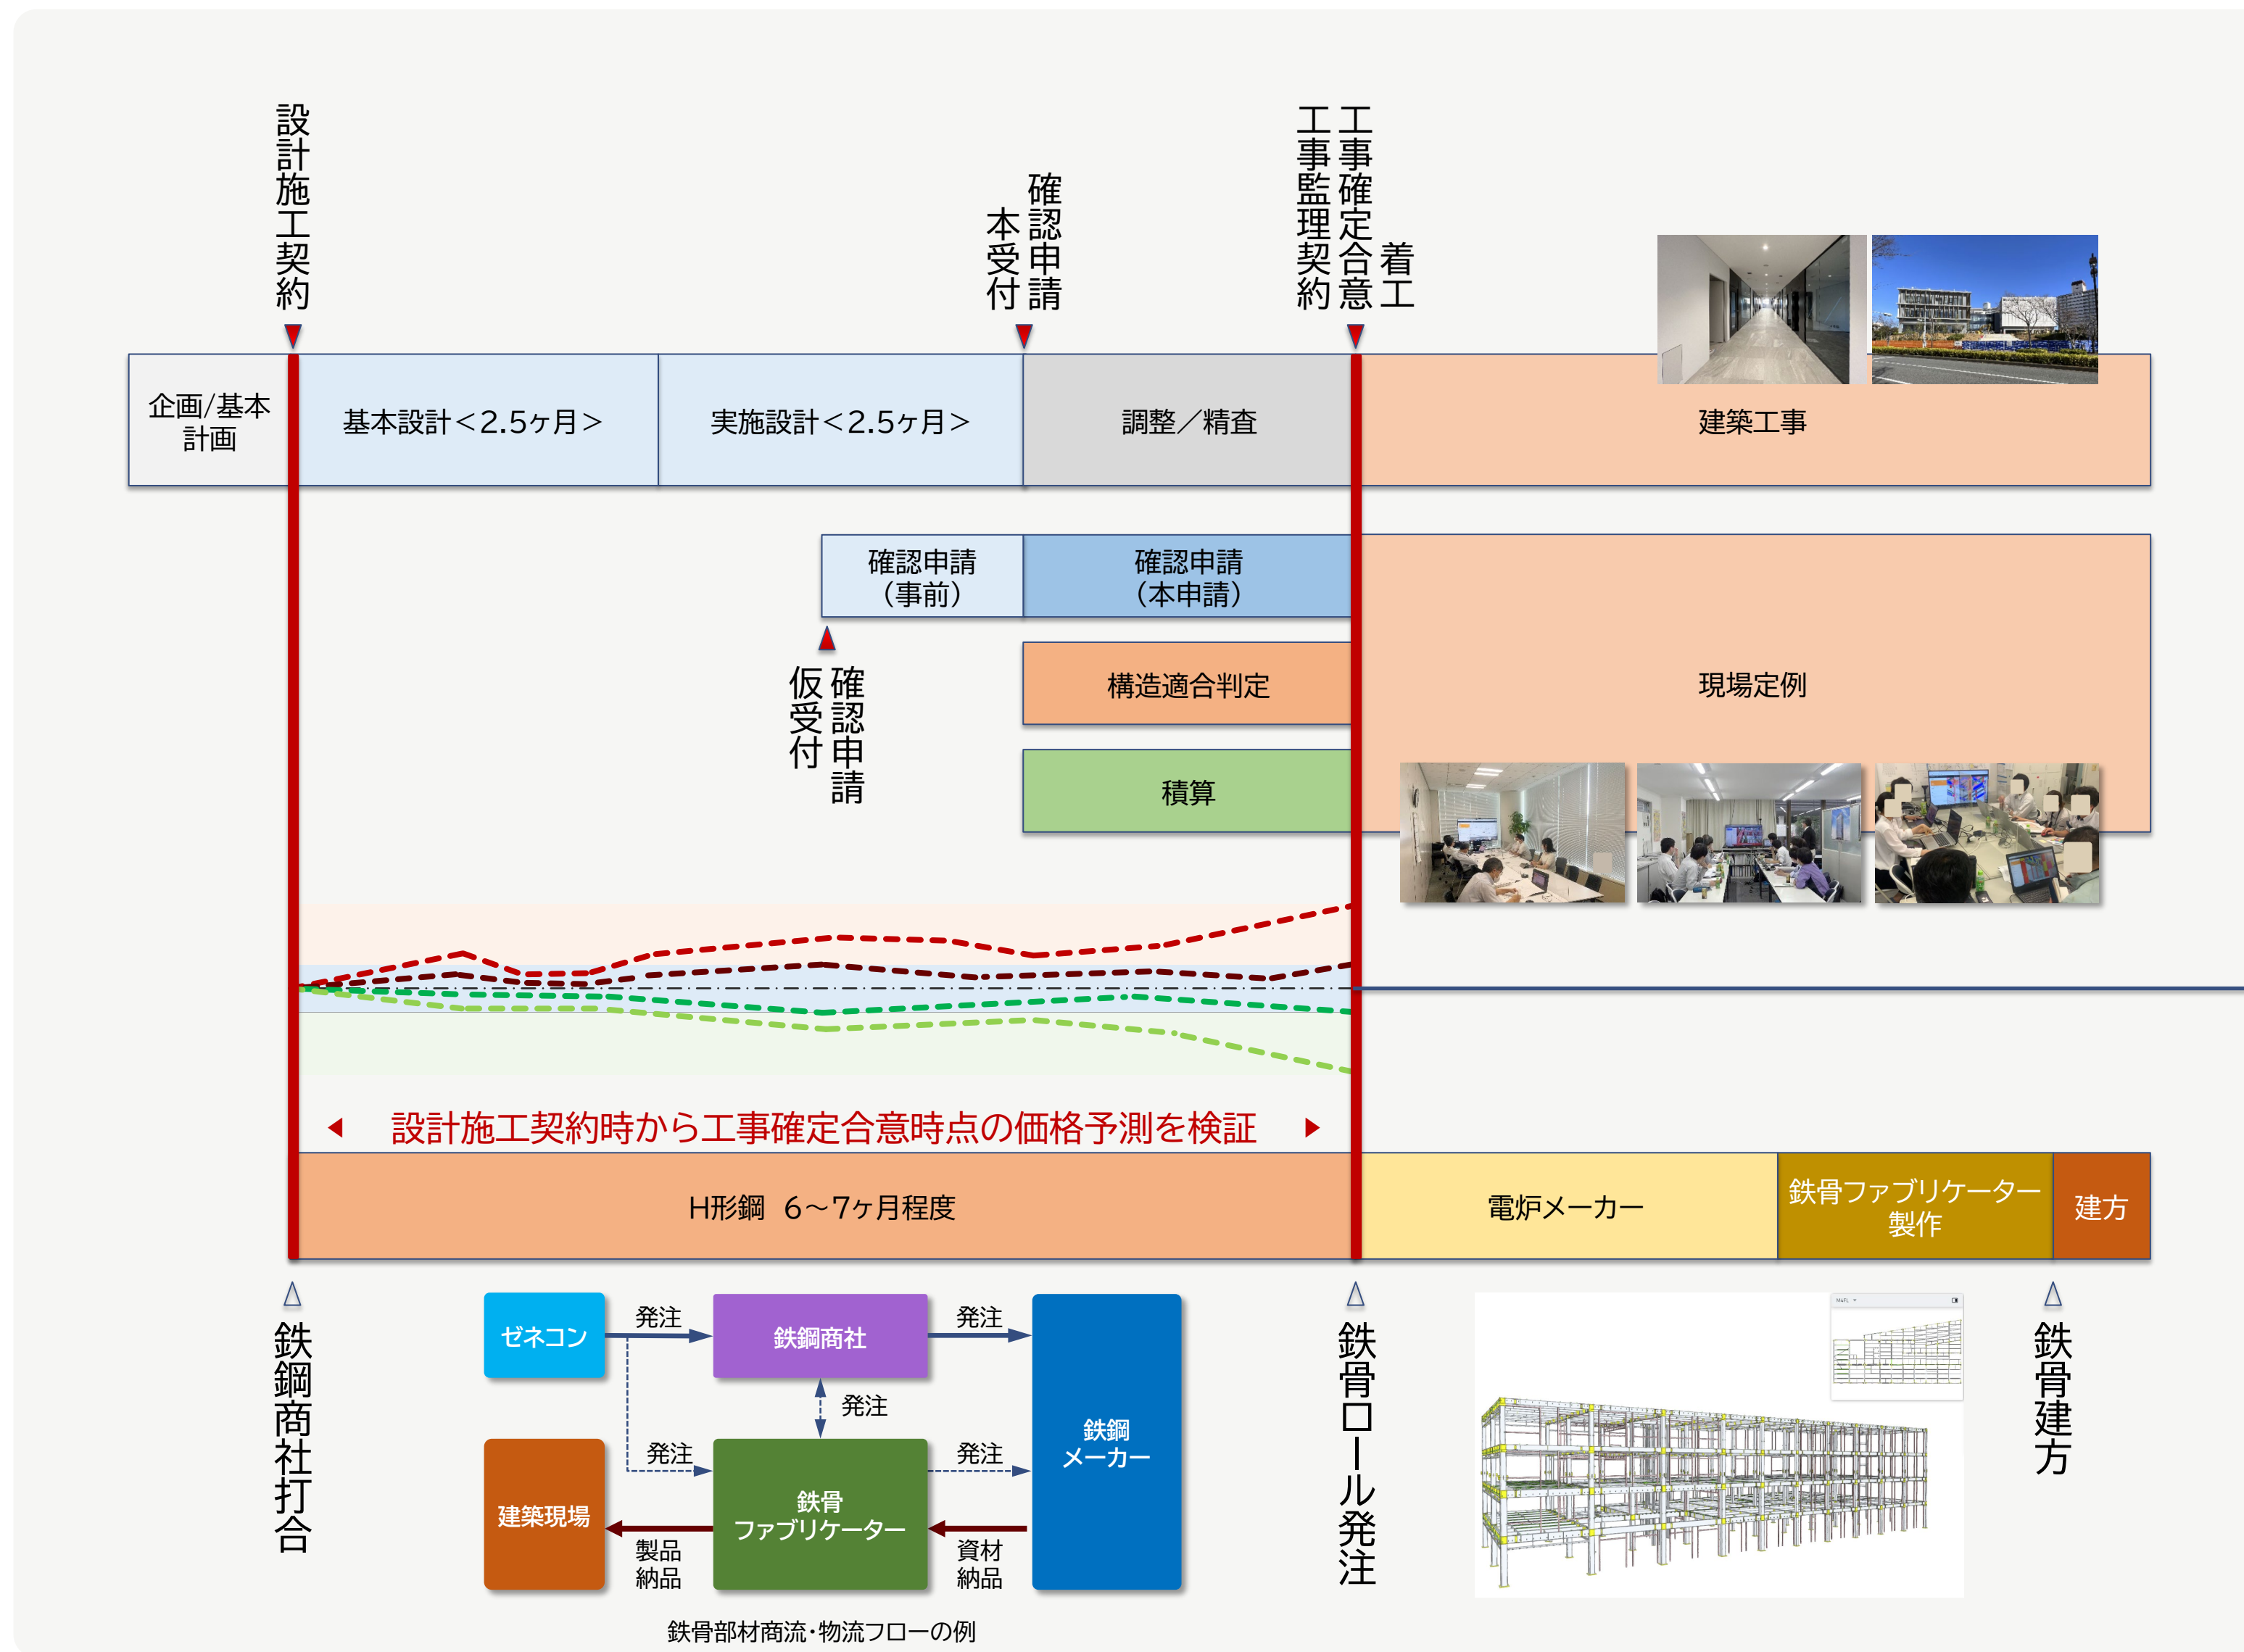 設計施工契約
確認申請
本受付
着工
工事確定合意
工事監理契約
企画/基本
計画
基本設計＜2.5ヶ月＞
実施設計＜2.5ヶ月＞
調整／精査
建築工事
確認申請
（事前）
確認申請
（本申請）
確認申請
仮受付
構造適合判定
積算
現場定例
設計施工契約時から工事確定合意時点の価格予測を検証
H形鋼　6～7ヶ月程度
電炉メーカー
鉄骨ファブリケーター
製作
建方
鉄鋼商社打合
鉄骨ロール発注
鉄骨建方
ゼネコン
発注
鉄鋼商社
発注
鉄鋼
メーカー
発注
発注
発注
建築現場
鉄骨
ファブリケーター
製品
納品
資材
納品
鉄骨部材商流・物流フローの例